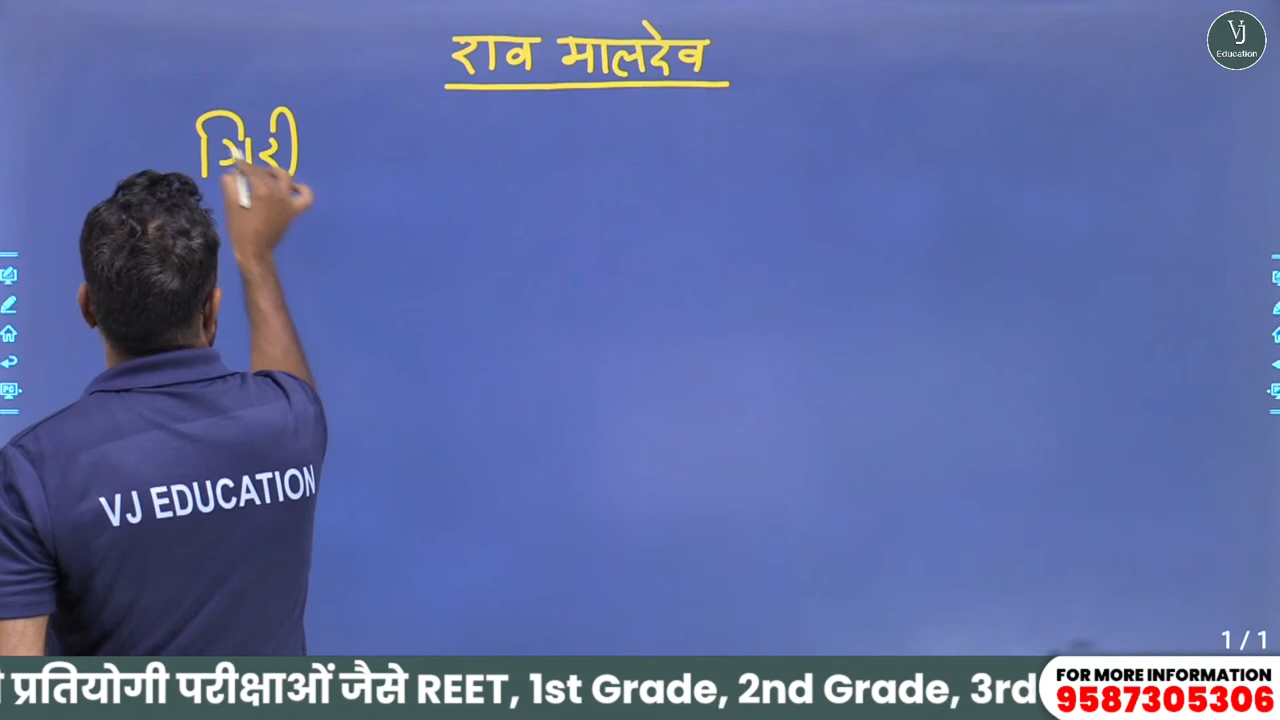 राव मालदेव
VJ
Education
गिरी
VJ EDUCATION
1 / 1
प्रतियोगी परीक्षाओं जैसे REET, 1st Grade, 2nd Grade, 3rd
FOR MORE INFORMATION
9587305306